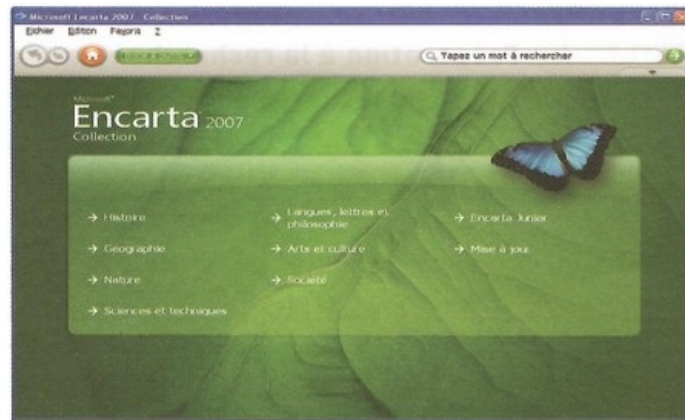 Microsoft Encarta 2007 - Collection
Fichier Edition Favoris ?
Tapez un mot à rechercher
Microsoft
Encarta 2007
Collection
→ Histoire
→ Langues, lettres et
philosophie
→ Encarta Junior
→ Géographie
→ Arts et culture
→ Mise à jour
→ Nature
→ Société
→ Sciences et techniques